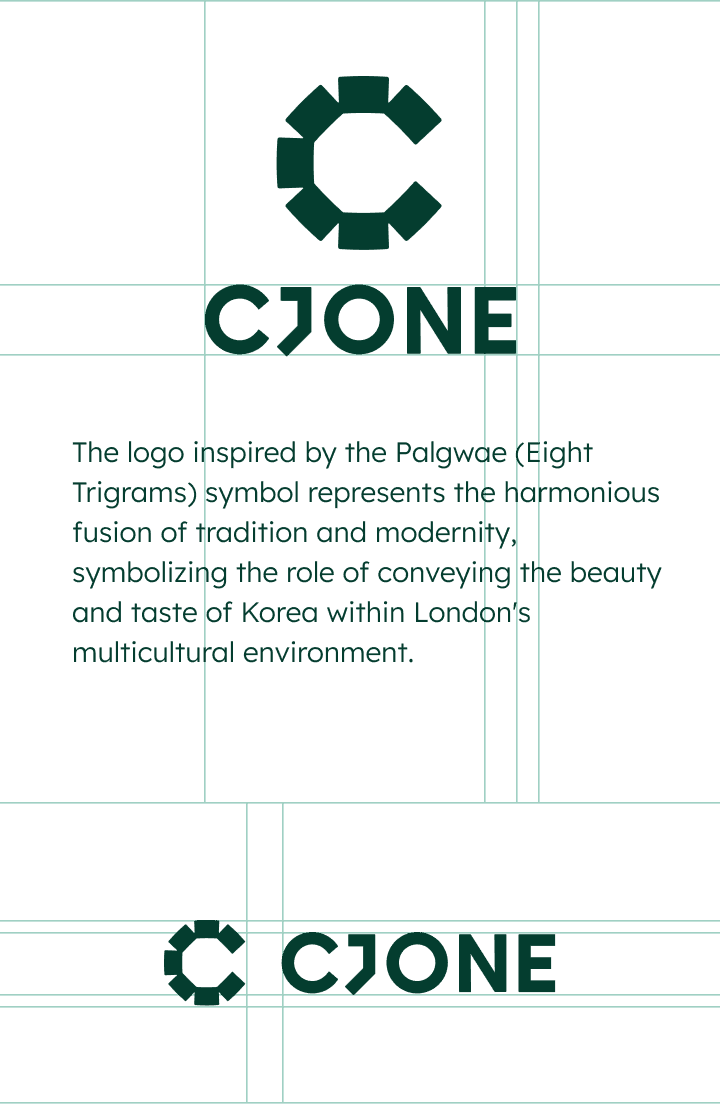 CJONE
The logo inspired by the Palgwae (Eight
Trigrams) symbol represents the harmonious
fusion of tradition and modernity,
symbolizing the role of conveying the beauty
and taste of Korea within London's
multicultural environment.
CJONE